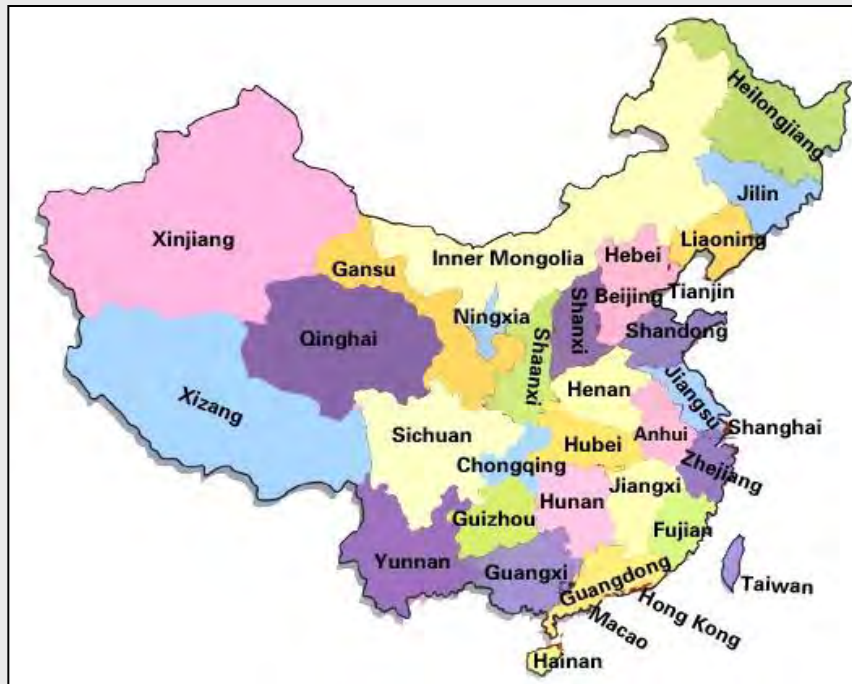 Heilongjiang
Jilin
Xinjiang
Liaoning
Inner Mongolia
Hebei
Gansu
Beijing
Tianjin
Ningxia
Shanxi
Shandong
Qinghai
Shaanxi
Henan
Jiangsu
Xizang
Sichuan
Hubei
Anhui
Shanghai
Chongqing
Zhejiang
Jiangxi
Hunan
Guizhou
Fujian
Yunnan
Guangxi
Guangdong
Taiwan
Hong Kong
Macao
Hainan